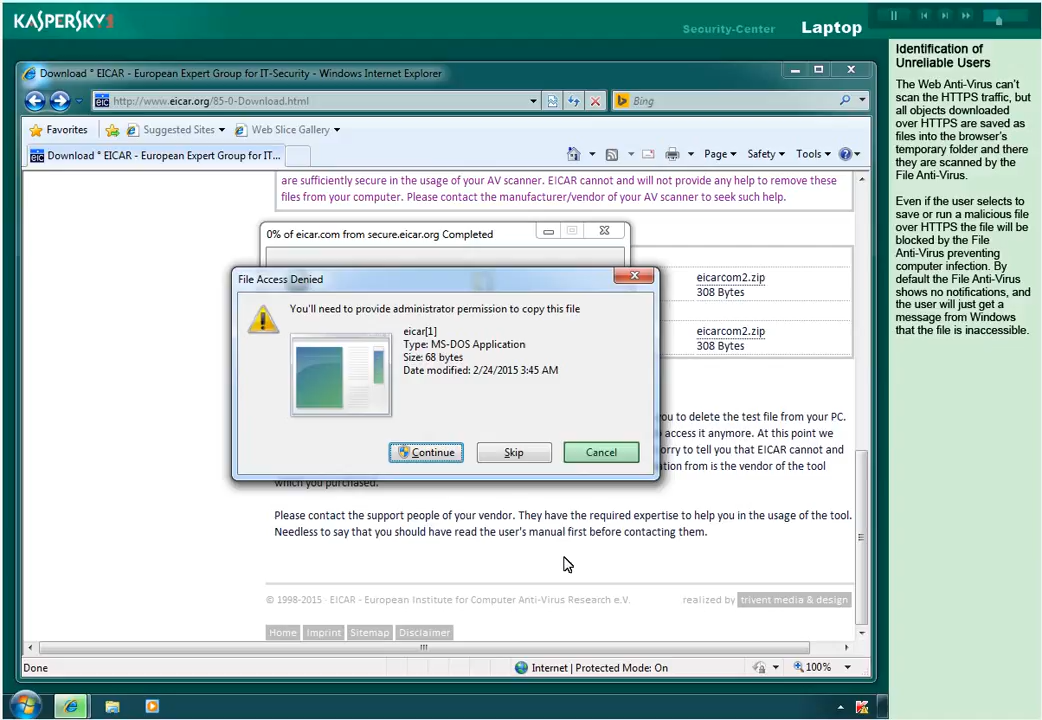 KASPERSKY
Security-Center
Laptop
Download ° EICAR - European Expert Group for IT-Security - Windows Internet Explorer
http://www.eicar.org/85-0-Download.html
Bing
Favorites
Suggested Sites
Web Slice Gallery
Download ° EICAR - European Expert Group for IT...
Page
Safety
Tools
are sufficiently secure in the usage of your AV scanner. EICAR cannot and will not provide any help to remove these
files from your computer. Please contact the manufacturer/vendor of your AV scanner to seek such help.
0% of eicar.com from secure.eicar.org Completed
eicarcom2.zip
308 Bytes
eicarcom2.zip
308 Bytes
File Access Denied
You'll need to provide administrator permission to copy this file
eicar[1]
Type: MS-DOS Application
Size: 68 bytes
Date modified: 2/24/2015 3:45 AM
Continue
Skip
Cancel
you to delete the test file from your PC.
access it anymore. At this point we
orry to tell you that EICAR cannot and
ation from is the vendor of the tool
which you purchased.
Please contact the support people of your vendor. They have the required expertise to help you in the usage of the tool.
Needless to say that you should have read the user's manual first before contacting them.
© 1998-2015 · EICAR - European Institute for Computer Anti-Virus Research e.V.
realized by trivent media & design
Home
Imprint
Sitemap
Disclaimer
Done
Internet | Protected Mode: On
100%
Identification of
Unreliable Users
The Web Anti-Virus can't
scan the HTTPS traffic, but
all objects downloaded
over HTTPS are saved as
files into the browser's
temporary folder and there
they are scanned by the
File Anti-Virus.
Even if the user selects to
save or run a malicious file
over HTTPS the file will be
blocked by the File
Anti-Virus preventing
computer infection. By
default the File Anti-Virus
shows no notifications, and
the user will just get a
message from Windows
that the file is inaccessible.